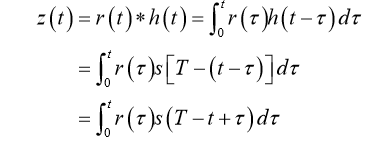 z(t) = r(t) * h(t) = ∫₀ᵗ r(τ)h(t−τ)dτ
= ∫₀ᵗ r(τ)s[T−(t−τ)]dτ
= ∫₀ᵗ r(τ)s(T−t+τ)dτ